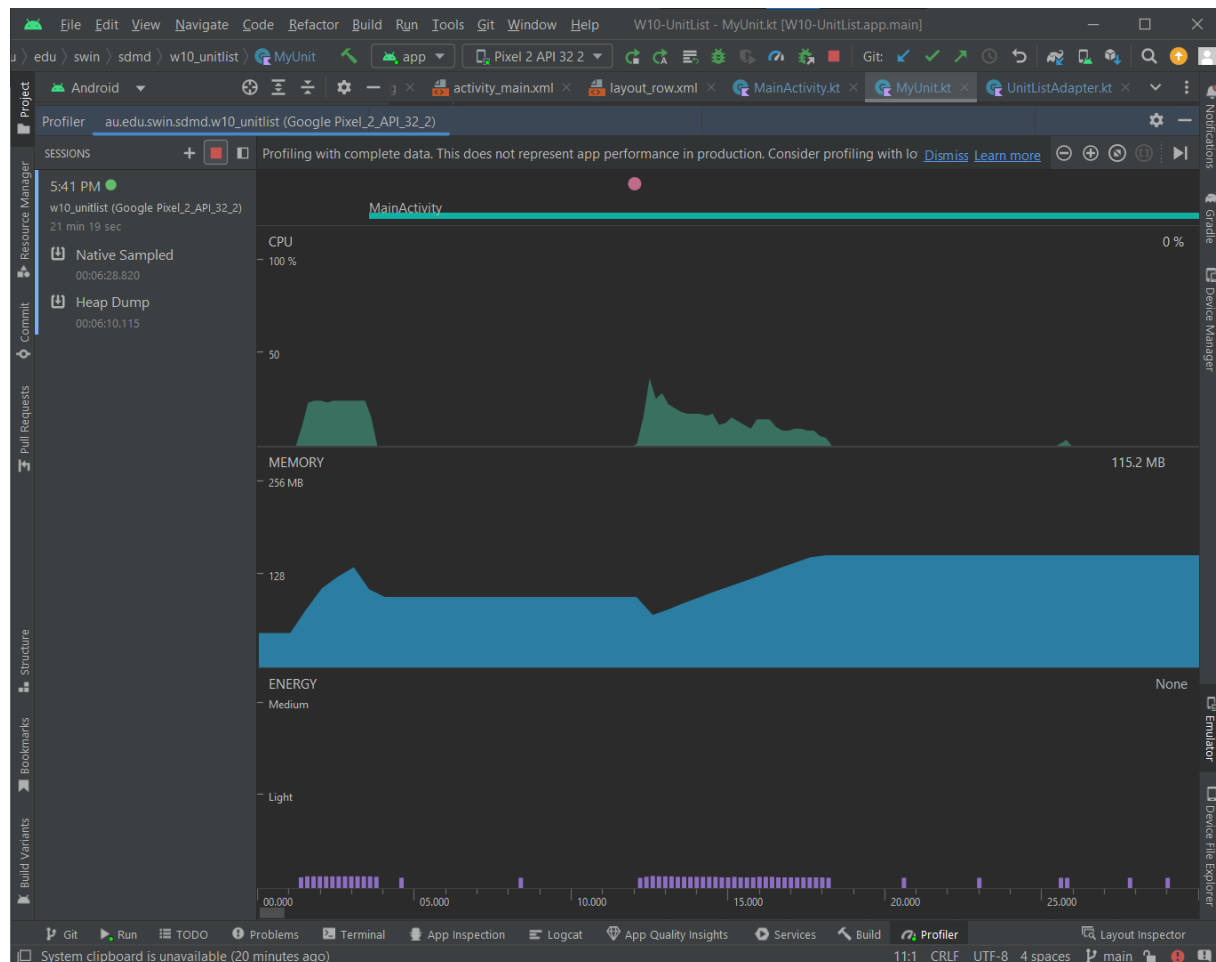 File Edit View Navigate Code Refactor Build Run Tools Git Window Help W10-UnitList - MyUnit.kt [W10-UnitList.app.main]
edu swin sdmd w10_unitlist MyUnit app Pixel 2 API 32 2 Git:
Project
Android activity_main.xml layout_row.xml MainActivity.kt MyUnit.kt UnitListAdapter.kt
Notifications
Profiler au.edu.swin.sdmd.w10_unitlist (Google Pixel_2_API_32_2)
SESSIONS Profiling with complete data. This does not represent app performance in production. Consider profiling with lo Dismiss Learn more
Resource Manager
5:41 PM
w10_unitlist (Google Pixel_2_API_32_2)
21 min 19 sec
MainActivity
Gradle
Native Sampled
00:06:28.820
Heap Dump
00:06:10.115
CPU 0 %
100 %
50
Device Manager
Commit
Pull Requests
MEMORY 115.2 MB
256 MB
128
Structure
ENERGY None
Medium
Light
Emulator
Bookmarks
Device File Explorer
Build Variants
00.000 05.000 10.000 15.000 20.000 25.000
Git Run TODO Problems Terminal App Inspection Logcat App Quality Insights Services Build Profiler Layout Inspector
System clipboard is unavailable (20 minutes ago) 11:1 CRLF UTF-8 4 spaces main